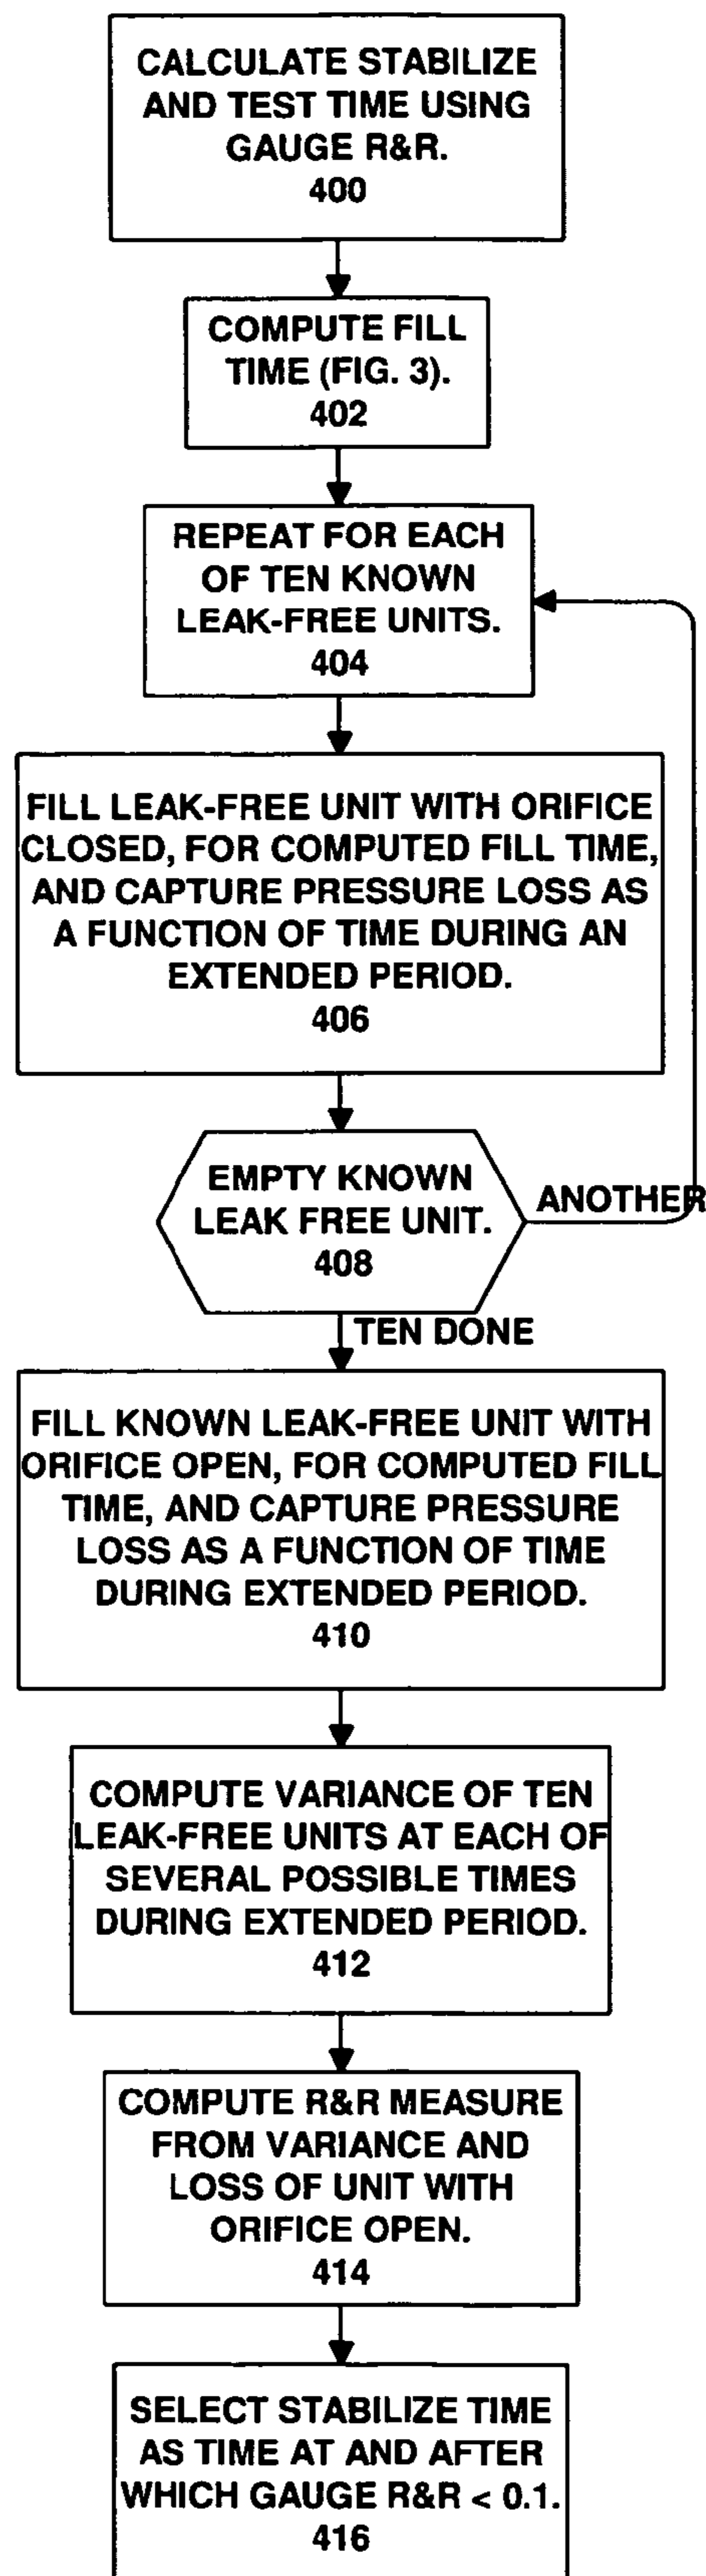 CALCULATE STABILIZE
AND TEST TIME USING
GAUGE R&R.
400
COMPUTE FILL
TIME (FIG. 3).
402
REPEAT FOR EACH
OF TEN KNOWN
LEAK-FREE UNITS.
404
FILL LEAK-FREE UNIT WITH ORIFICE
CLOSED, FOR COMPUTED FILL TIME,
AND CAPTURE PRESSURE LOSS AS
A FUNCTION OF TIME DURING AN
EXTENDED PERIOD.
406
EMPTY KNOWN
LEAK FREE UNIT.
408
ANOTHER
TEN DONE
FILL KNOWN LEAK-FREE UNIT WITH
ORIFICE OPEN, FOR COMPUTED FILL
TIME, AND CAPTURE PRESSURE
LOSS AS A FUNCTION OF TIME
DURING EXTENDED PERIOD.
410
COMPUTE VARIANCE OF TEN
LEAK-FREE UNITS AT EACH OF
SEVERAL POSSIBLE TIMES
DURING EXTENDED PERIOD.
412
COMPUTE R&R MEASURE
FROM VARIANCE AND
LOSS OF UNIT WITH
ORIFICE OPEN.
414
SELECT STABILIZE TIME
AS TIME AT AND AFTER
WHICH GAUGE R&R < 0.1.
416